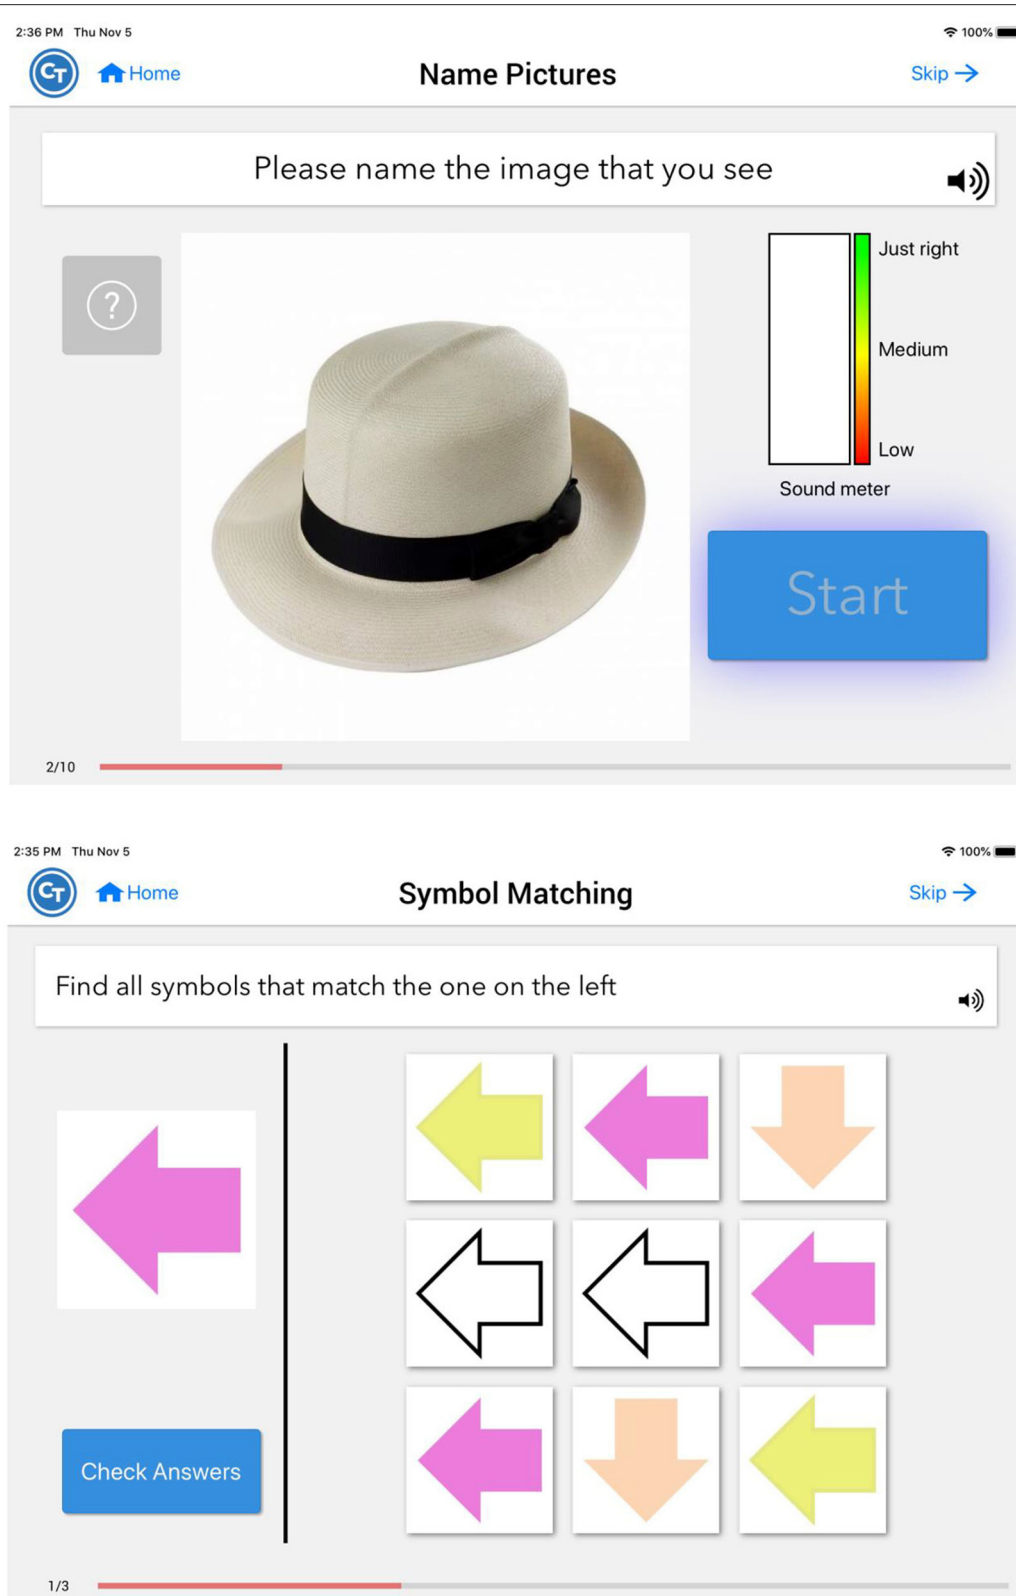 2:36 PM Thu Nov 5
100%
CT
Home
Name Pictures
Skip →
Please name the image that you see
?
Just right
Medium
Low
Sound meter
Start
2/10
2:35 PM Thu Nov 5
100%
CT
Home
Symbol Matching
Skip →
Find all symbols that match the one on the left
Check Answers
1/3